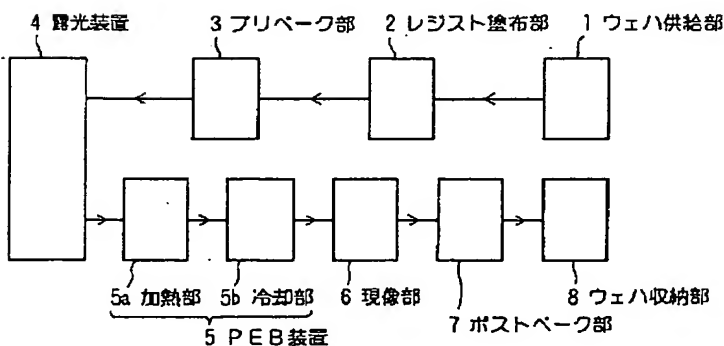 4 露光装置
3 プリベーク部
2 レジスト塗布部
1 ウェハ供給部
5a 加熱部
5b 冷却部
6 現像部
7 ポストベーク部
8 ウェハ収納部
5 PEB装置